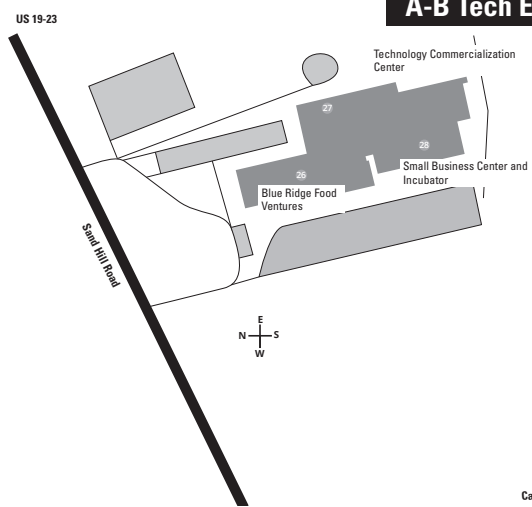 A-B Tech E
US 19-23
Technology Commercialization
Center
27
28
Small Business Center and
Incubator
26
Blue Ridge Food
Ventures
Sand Hill Road
E
N S
W
Ca